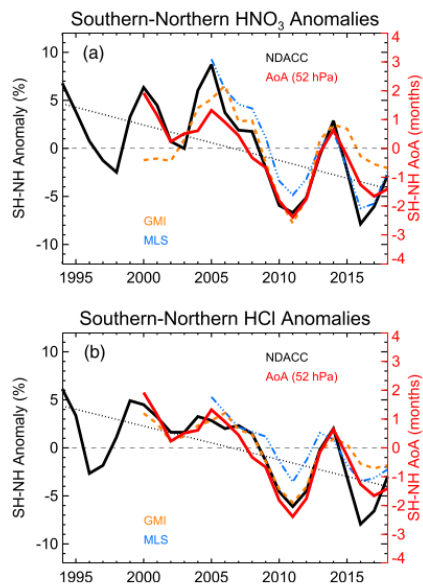 Southern-Northern HNO₃ Anomalies
(a)
NDACC
AoA (52 hPa)
GMI
MLS
SH-NH Anomaly (%)
10
5
0
-5
-10
SH-NH AoA (months)
4
3
2
1
0
-1
-2
-3
-4
1995 2000 2005 2010 2015
Southern-Northern HCl Anomalies
(b)
NDACC
AoA (52 hPa)
GMI
MLS
SH-NH Anomaly (%)
10
5
0
-5
-10
SH-NH AoA (months)
4
3
2
1
0
-1
-2
-3
-4
1995 2000 2005 2010 2015